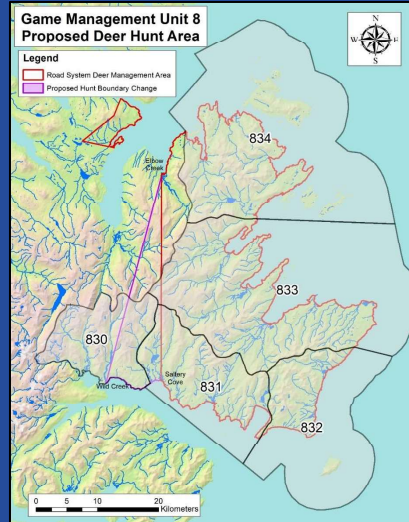 Game Management Unit 8
Proposed Deer Hunt Area
Legend
Road System Deer Management Area
Proposed Hunt Boundary Change
N
W
E
S
834
Elbow
Creek
833
830
Wild Creek
Saltery
Cove
831
832
0 5 10 20
Kilometers